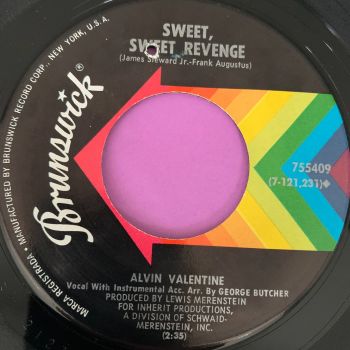 SWEET,
SWEET REVENGE
(James Steward Jr.-Frank Augustus)
Brunswick
MARCA REGISTRADA • MANUFACTURED BY BRUNSWICK RECORD CORP., NEW YORK, U.S.A.
755409
(7-121,231)◆
ALVIN VALENTINE
Vocal With Instrumental Acc. Arr. By GEORGE BUTCHER
PRODUCED BY LEWIS MERENSTEIN
FOR INHERIT PRODUCTIONS,
A DIVISION OF SCHWAID-
MERENSTEIN, INC.
(2:35)